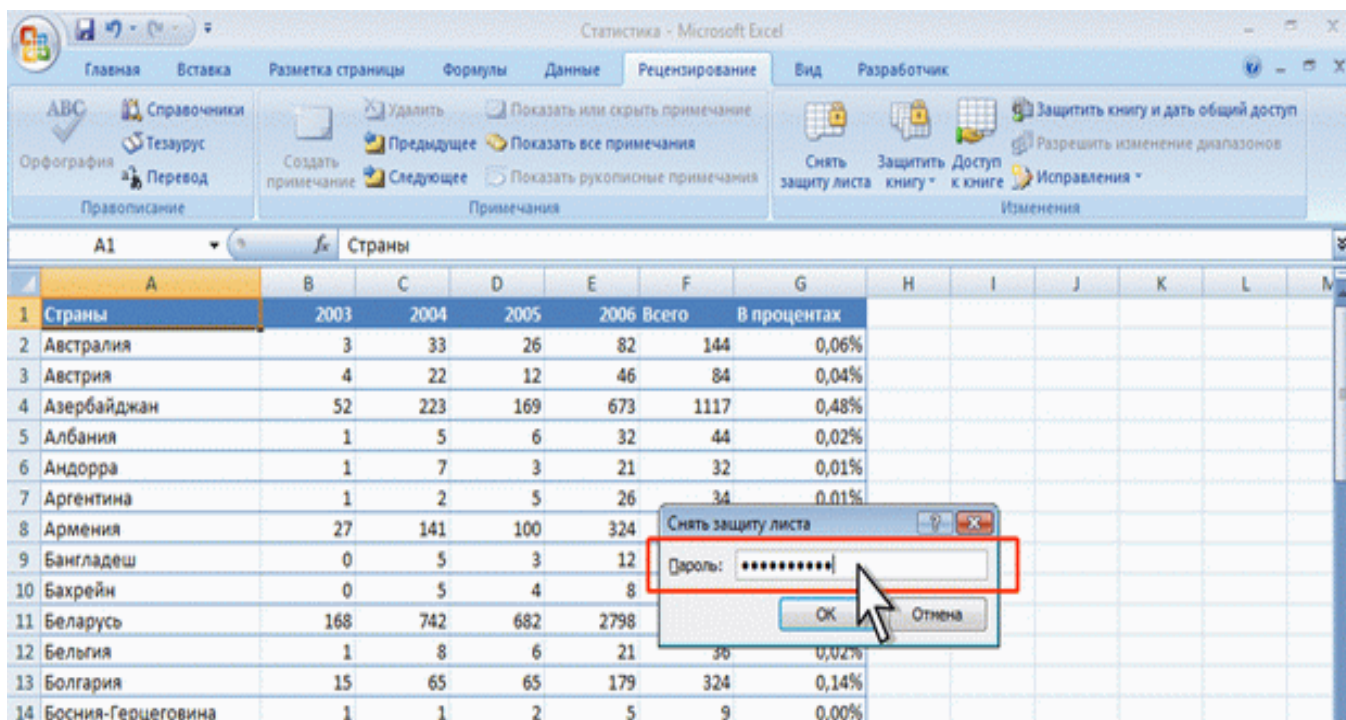 Статистика - Microsoft Excel
Главная Вставка Разметка страницы Формулы Данные Рецензирование Вид Разработчик
ABC Справочники Удалить Показать или скрыть примечание Защитить книгу и дать общий доступ
Тезаурус Предыдущее Показать все примечания Разрешить изменение диапазонов
Орфография Перевод Создать примечание Следующее Показать рукописные примечания Снять защиту листа Защитить книгу Доступ к книге Исправления
Правописание Примечания Изменения
A1 fx Страны
A B C D E F G H I J K L M
1 Страны 2003 2004 2005 2006 Всего В процентах
2 Австралия 3 33 26 82 144 0,06%
3 Австрия 4 22 12 46 84 0,04%
4 Азербайджан 52 223 169 673 1117 0,48%
5 Албания 1 5 6 32 44 0,02%
6 Андорра 1 7 3 21 32 0,01%
7 Аргентина 1 2 5 26 34 0,01%
8 Армения 27 141 100 324
9 Бангладеш 0 5 3 12
10 Бахрейн 0 5 4 8
11 Беларусь 168 742 682 2798
12 Бельгия 1 8 6 21 36 0,02%
13 Болгария 15 65 65 179 324 0,14%
14 Босния-Герцеговина 1 1 2 5 9 0,00%
Снять защиту листа
Пароль: ••••••••••
ОК Отмена